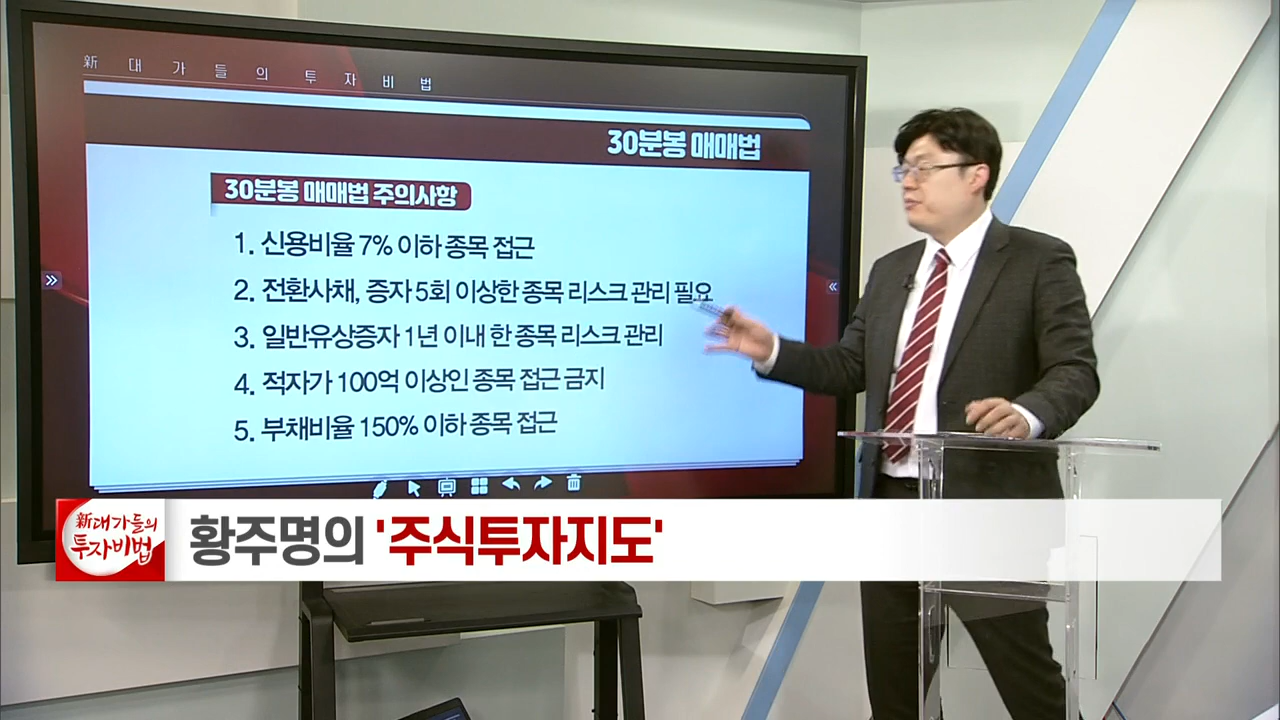 新 대 가 들 의 투 자 비 법
30분봉 매매법
30분봉 매매법 주의사항
1. 신용비율 7% 이하 종목 접근
2. 전환사채, 증자 5회 이상한 종목 리스크 관리 필요
3. 일반유상증자 1년 이내 한 종목 리스크 관리
4. 적자가 100억 이상인 종목 접근 금지
5. 부채비율 150% 이하 종목 접근
新대가들의
투자비법
황주명의 '주식투자지도'